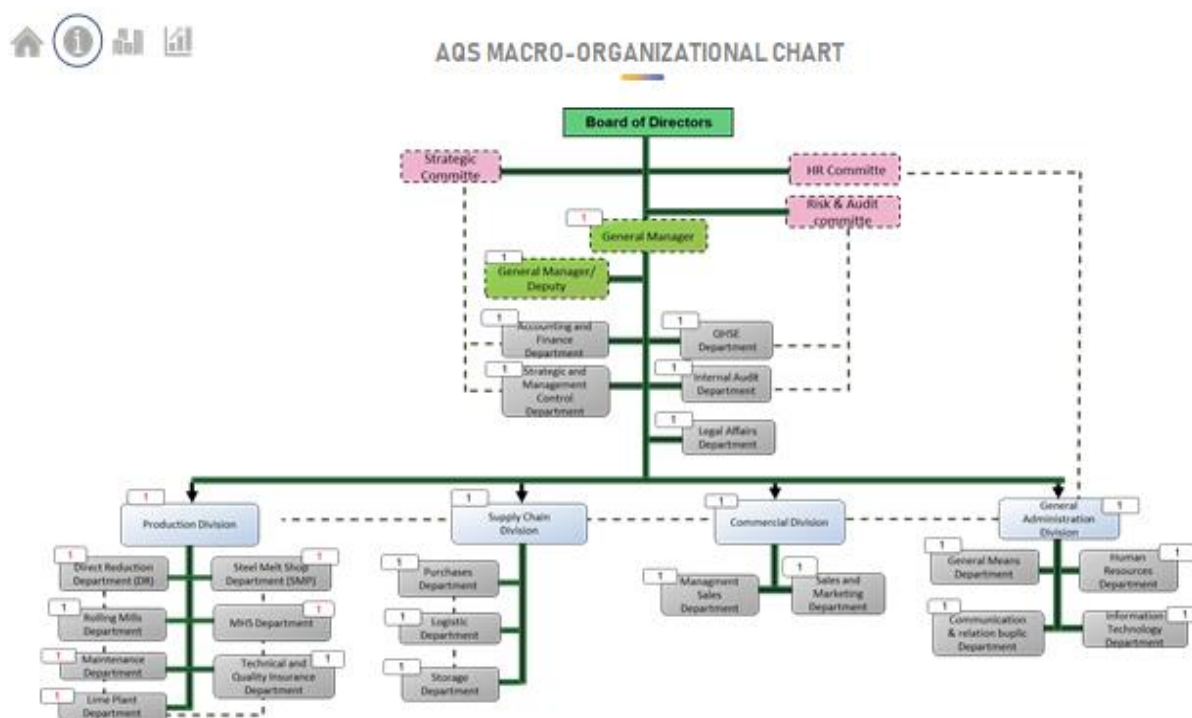 AQS MACRO-ORGANIZATIONAL CHART
Board of Directors
Strategic
Committe
HR Committe
Risk & Audit
committe
1
General Manager
1
General Manager/
Deputy
1
Accounting and
Finance
Department
1
QHSE
Department
1
Strategic and
Management
Control
Department
1
Internal Audit
Department
1
Legal Affairs
Department
1
Production Division
1
Supply Chain
Division
1
Commercial Division
1
General
Administration
Division
1
Direct Reduction
Department (DR)
1
Steel Melt Shop
Department (SMP)
1
Rolling Mills
Department
1
MHS Department
1
Maintenance
Department
1
Technical and
Quality Insurance
Department
1
Lime Plant
Department
1
Purchases
Department
1
Logistic
Department
1
Storage
Department
1
Managment
Sales
Department
1
Sales and
Marketing
Department
1
General Means
Department
1
Human
Resources
Department
1
Communication
& relation buplic
Department
1
Information
Technology
Department